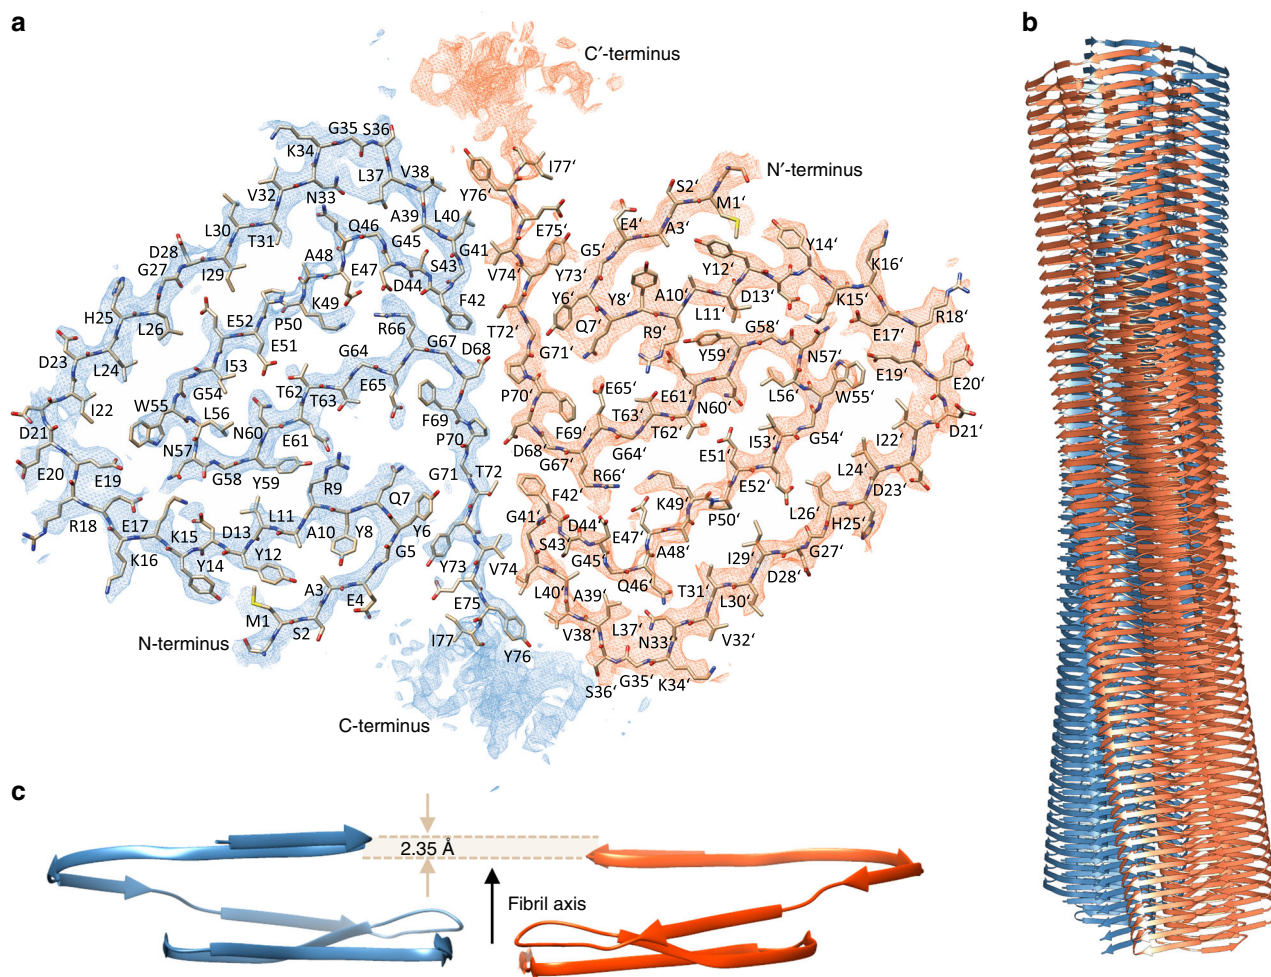 a
b
C′-terminus
N′-terminus
G35 S36
K34
L37
V38
V32
N33
A39
L40
L30
T31
Q46
G45
G41
D28
G27
I29
A48
E47
S43
D44
F42
H25
L26
E52
P50
K49
R66
G67
D68
D23
L24
E51
G64
I53
T62
E65
I22
G54
T63
F69
D21
W55
L56
N60
P70
N57
E61
G71
T72
E20
E19
G58
Y59
R9
Q7
R18
E17
K15
D13
L11
A10
Y8
Y6
K16
Y14
Y12
G5
Y73
V74
A3
E4
E75
M1
S2
I77
Y76
N-terminus
C-terminus
I77‘
Y76‘
S2‘
M1‘
E75‘
E4‘
A3‘
Y14‘
G5‘
Y12‘
K16‘
V74‘
Y73‘
Y6‘
Y8‘
A10‘
D13‘
K15‘
L11‘
R18‘
T72‘
Q7‘
R9‘
G58‘
E17‘
G71‘
Y59‘
N57‘
E19‘
E20‘
P70‘
E65‘
E61‘
L56‘
W55‘
T63‘
N60‘
D21‘
F69‘
T62‘
I53‘
G54‘
I22‘
D68‘
G64‘
G67‘
E51‘
L24‘
R66‘
E52‘
D23‘
F42‘
K49‘
L26‘
G41‘
D44‘
E47‘
P50‘
H25‘
S43‘
G45‘
A48‘
I29‘
G27‘
D28‘
L40‘
A39‘
Q46‘
T31‘
L30‘
V38‘
L37‘
N33‘
V32‘
S36‘
G35‘
K34‘
c
2.35 Å
Fibril axis